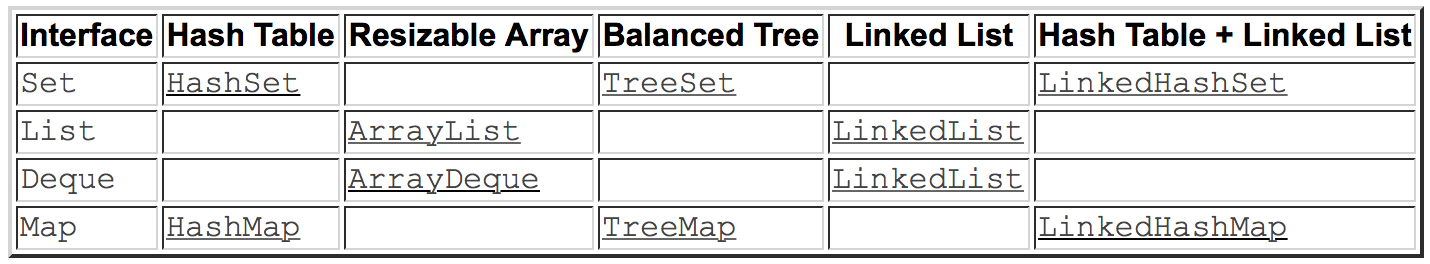 Interface Hash Table Resizable Array Balanced Tree Linked List Hash Table + Linked List
Set HashSet TreeSet LinkedHashSet
List ArrayList LinkedList
Deque ArrayDeque LinkedList
Map HashMap TreeMap LinkedHashMap